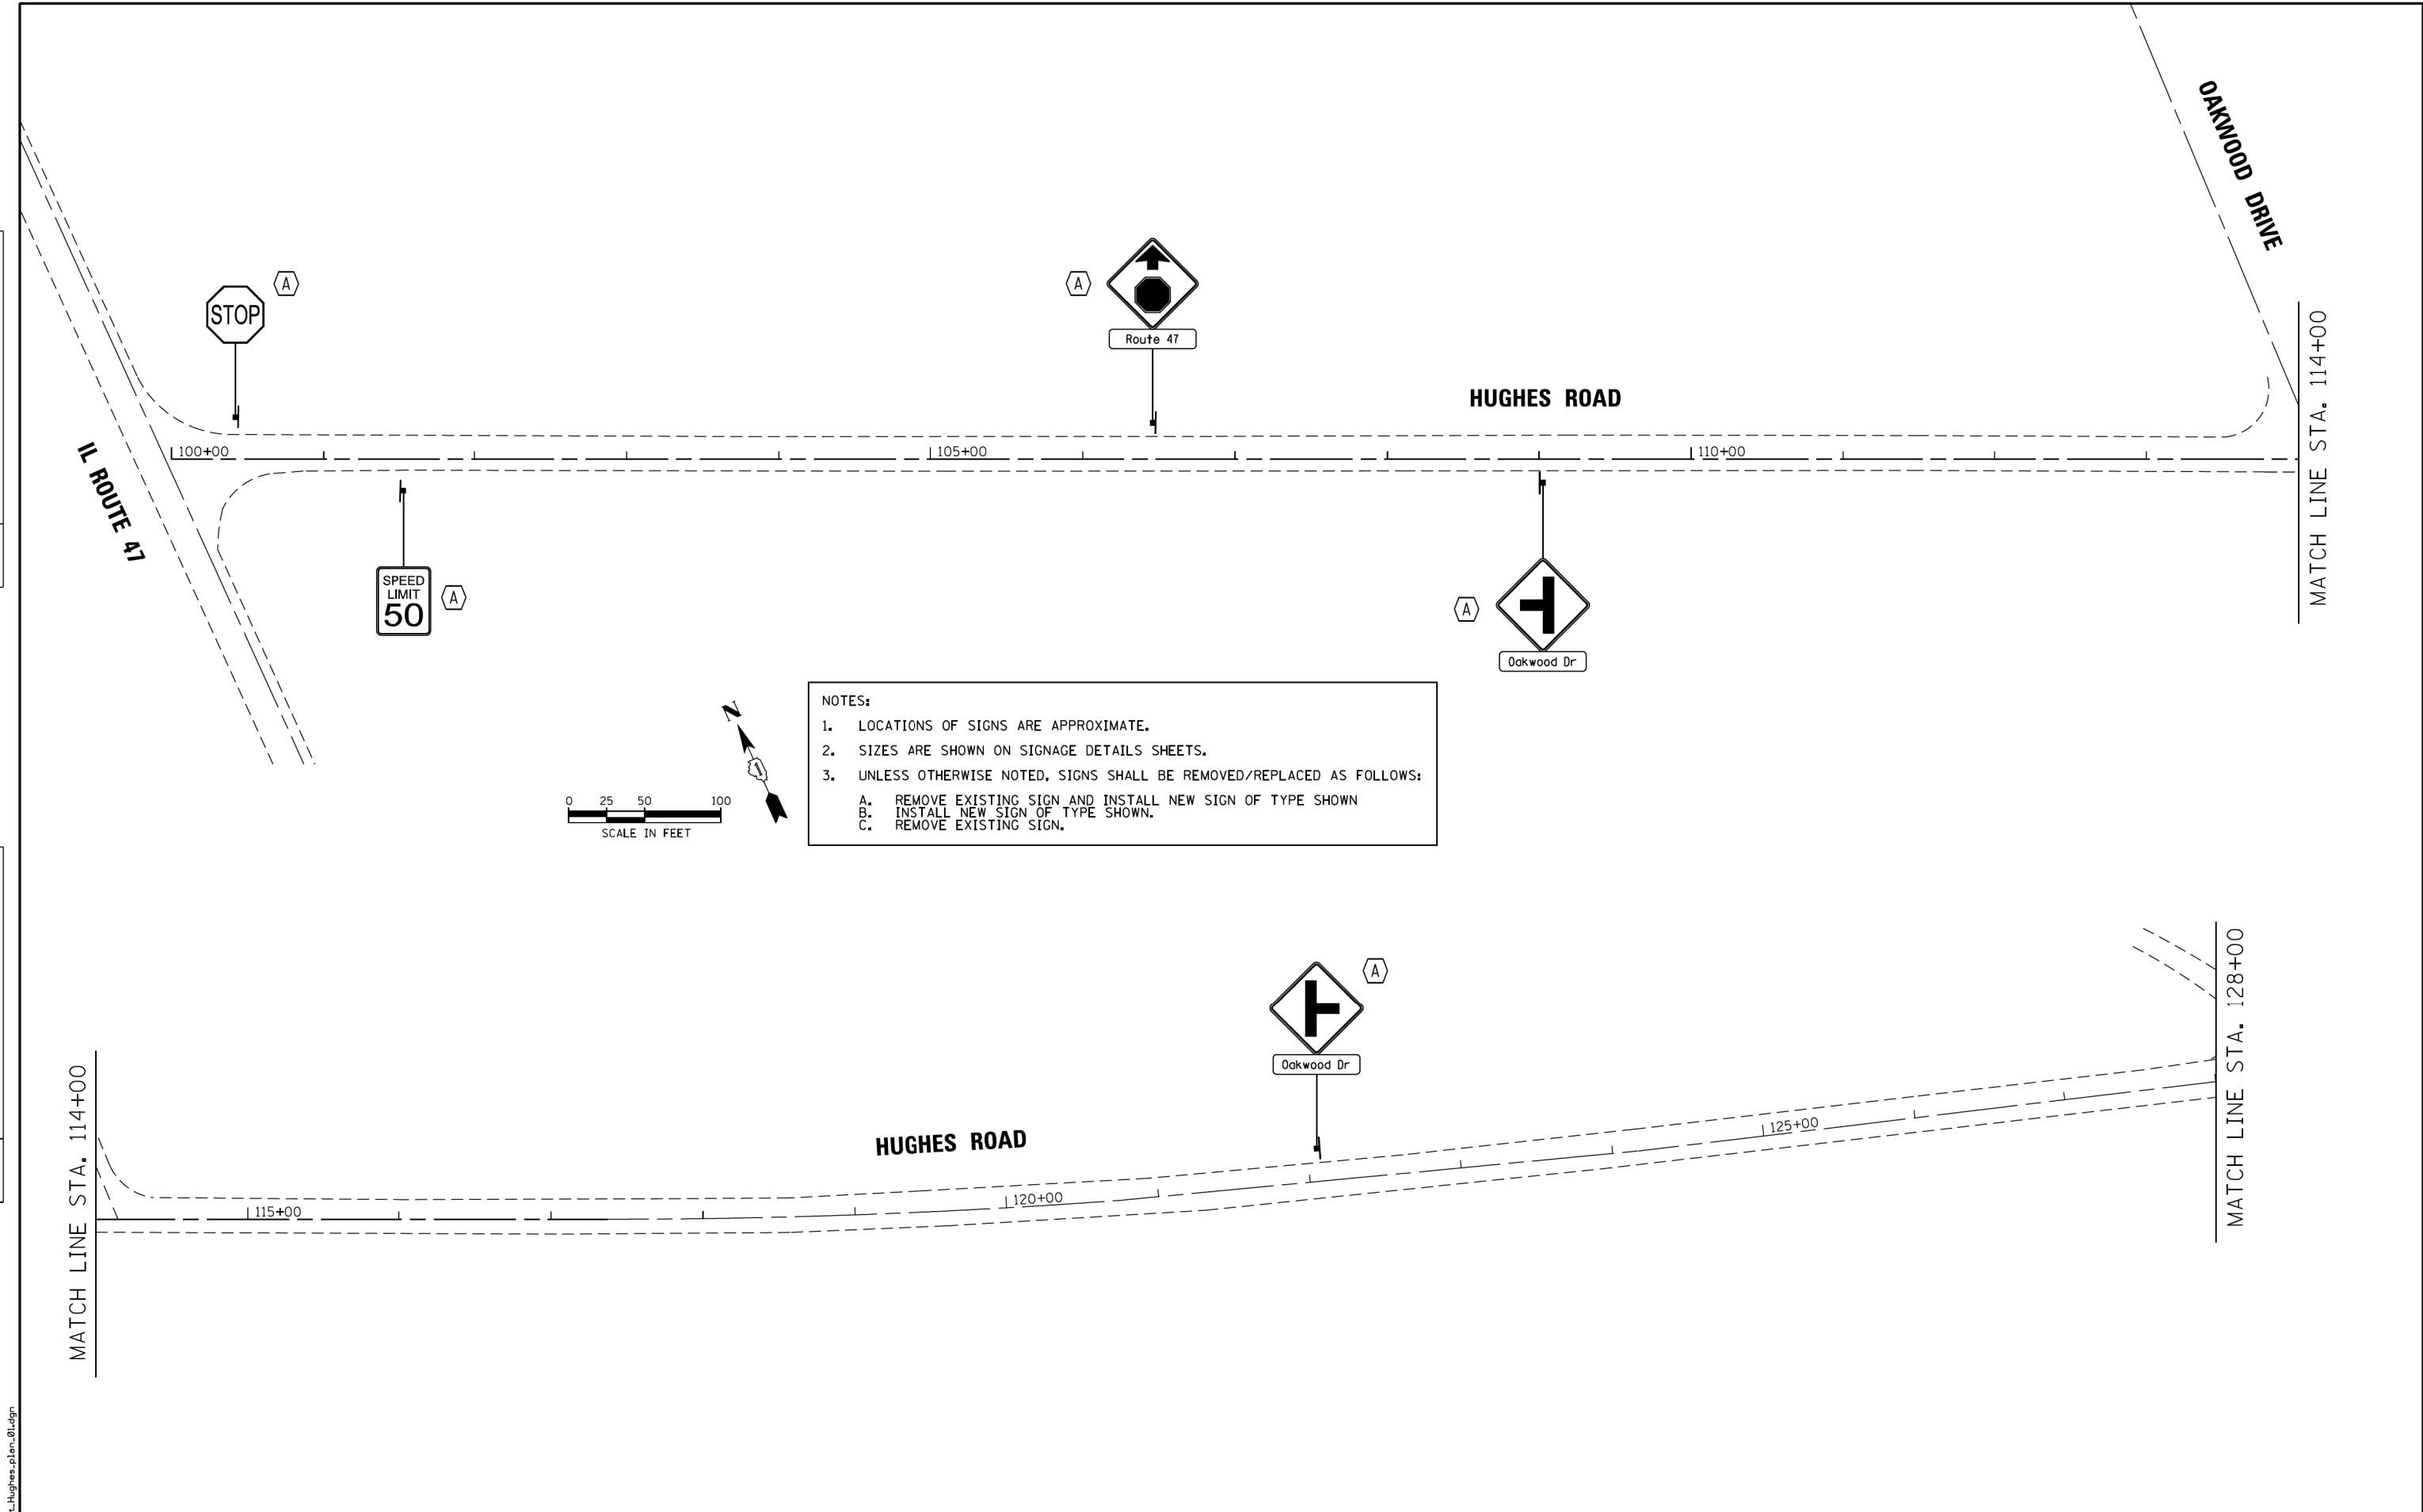 OAKWOOD DRIVE
A
STOP
A
Route 47
HUGHES ROAD
MATCH LINE STA. 114+00
IL ROUTE 47
100+00
105+00
110+00
SPEED
LIMIT
50
A
A
Oakwood Dr
N
0 25 50 100
SCALE IN FEET
NOTES:
1. LOCATIONS OF SIGNS ARE APPROXIMATE.
2. SIZES ARE SHOWN ON SIGNAGE DETAILS SHEETS.
3. UNLESS OTHERWISE NOTED, SIGNS SHALL BE REMOVED/REPLACED AS FOLLOWS:
A. REMOVE EXISTING SIGN AND INSTALL NEW SIGN OF TYPE SHOWN
B. INSTALL NEW SIGN OF TYPE SHOWN.
C. REMOVE EXISTING SIGN.
A
Oakwood Dr
MATCH LINE STA. 128+00
MATCH LINE STA. 114+00
HUGHES ROAD
115+00
120+00
125+00
t_Hughes_plan_01.dgn